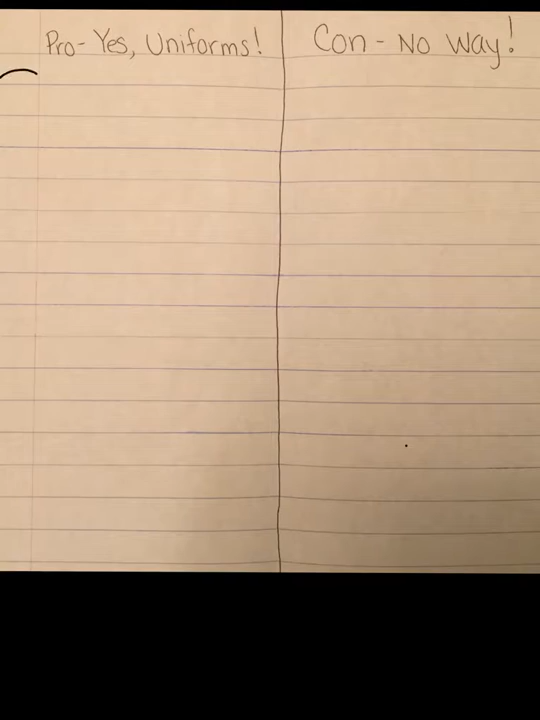 Pro- Yes, Uniforms!
Con - No Way!